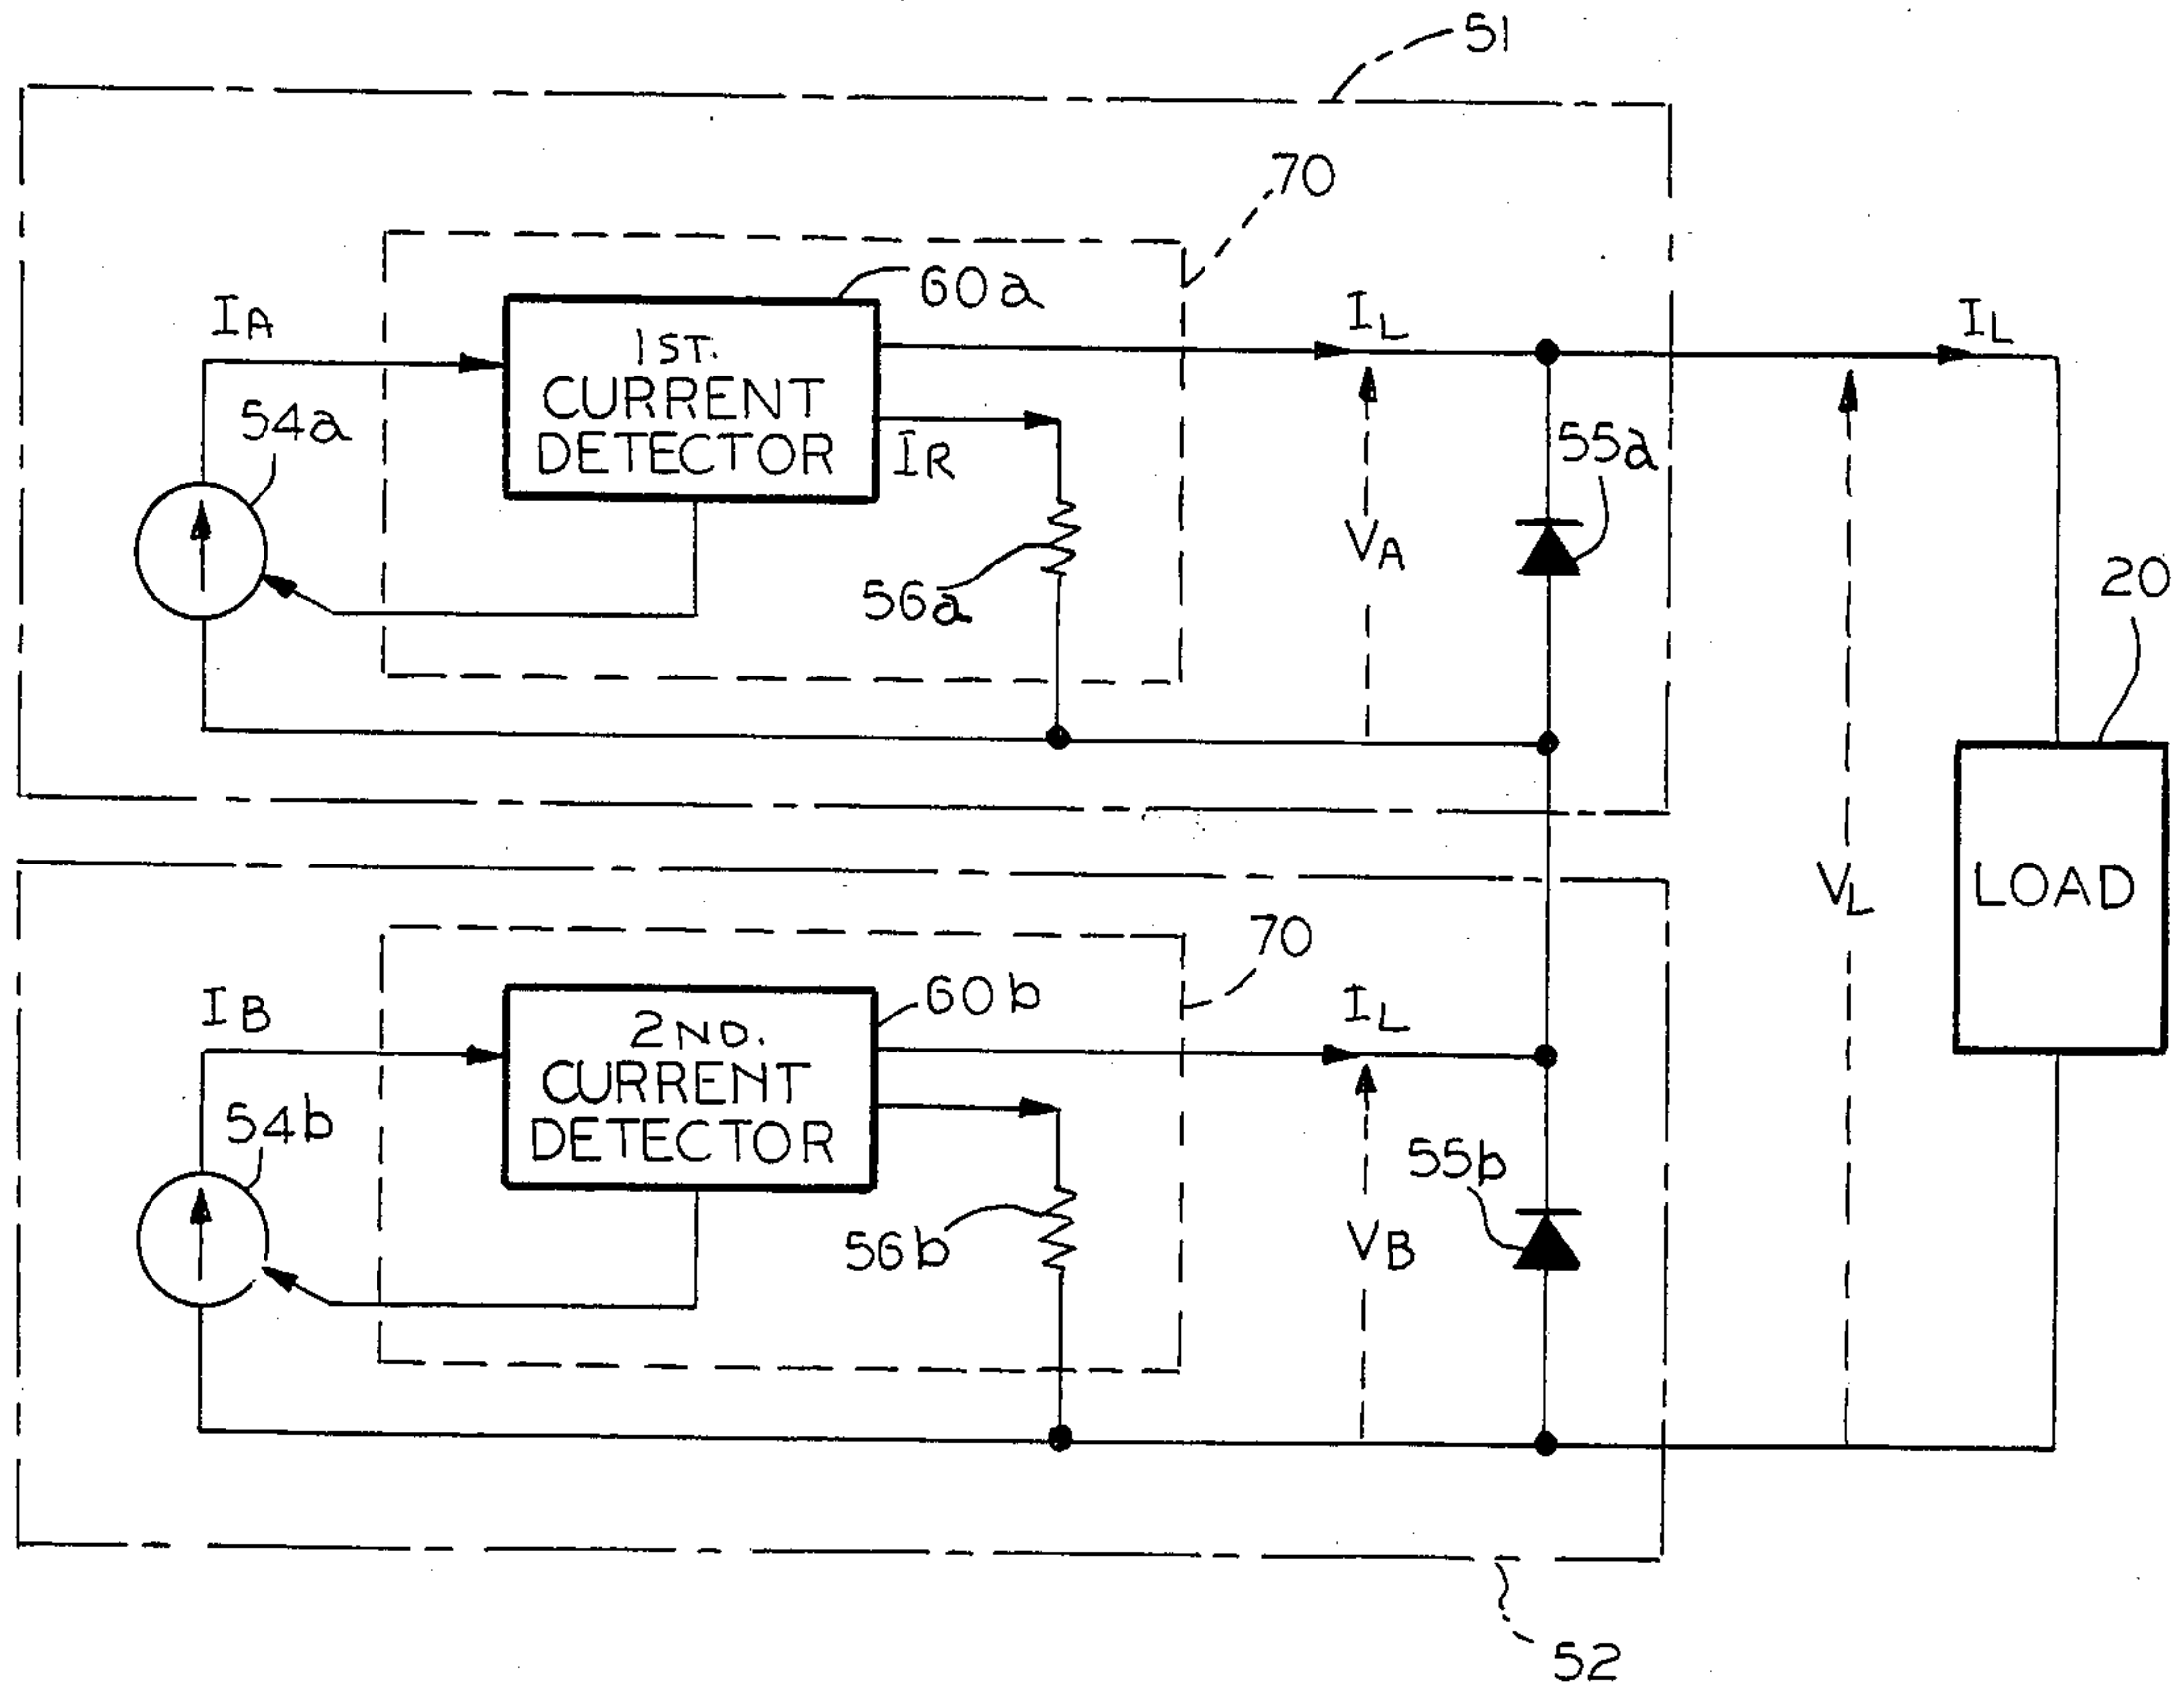 51
70
60a
IA
1ST.
CURRENT
DETECTOR
IL
IL
54a
IR
55a
VA
56a
20
LOAD
VL
70
60b
IB
2ND.
CURRENT
DETECTOR
IL
54b
55b
56b
VB
52